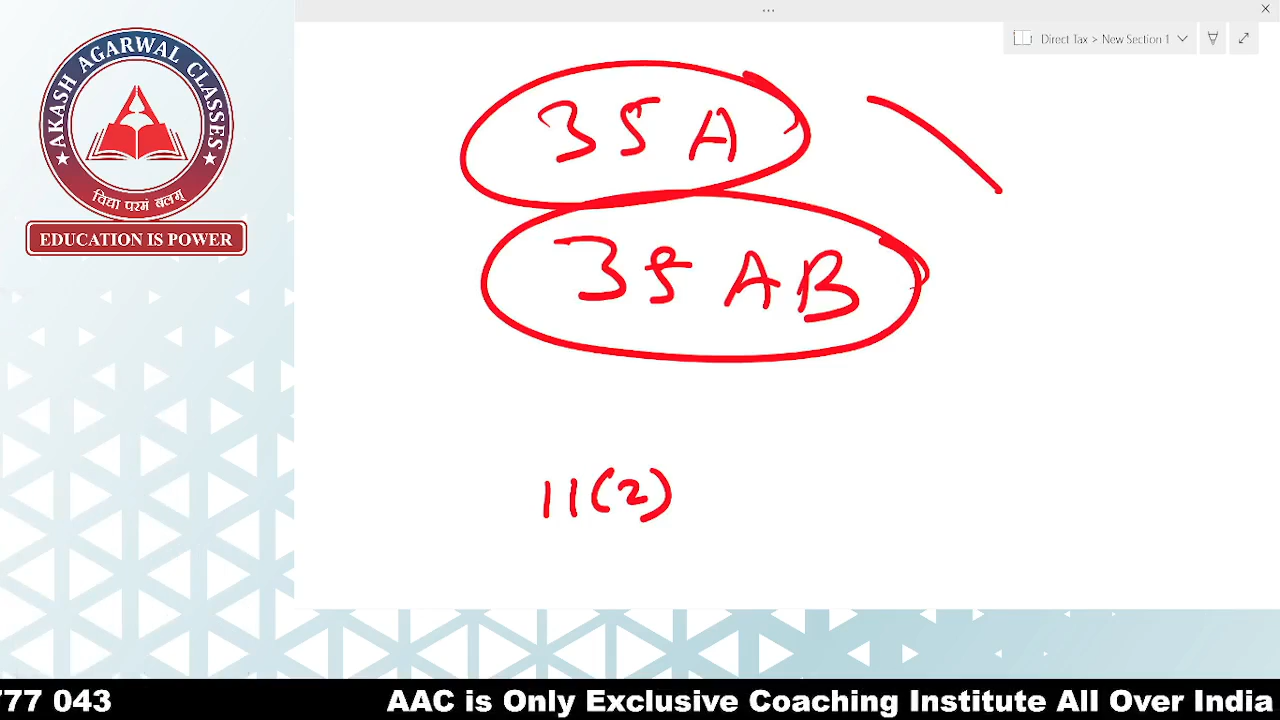 AKASH AGARWAL CLASSES
विद्या परमं बलम्
EDUCATION IS POWER
Direct Tax > New Section 1
35A
35AB
11(2)
777 043
AAC is Only Exclusive Coaching Institute All Over India